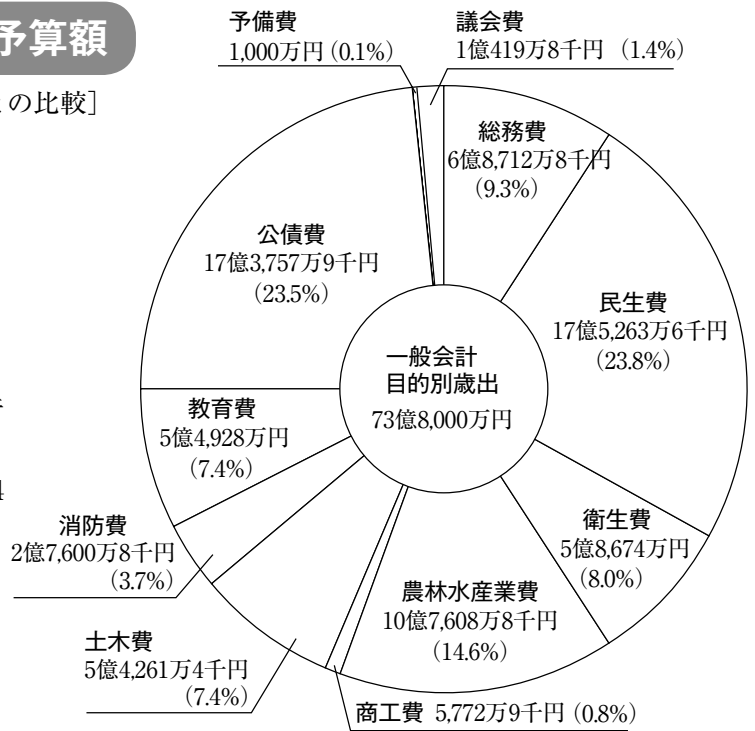 予算額
の比較]
予備費
1,000万円 (0.1%)
議会費
1億419万8千円 (1.4%)
総務費
6億8,712万8千円
(9.3%)
民生費
17億5,263万6千円
(23.8%)
衛生費
5億8,674万円
(8.0%)
農林水産業費
10億7,608万8千円
(14.6%)
商工費 5,772万9千円 (0.8%)
土木費
5億4,261万4千円
(7.4%)
消防費
2億7,600万8千円
(3.7%)
教育費
5億4,928万円
(7.4%)
公債費
17億3,757万9千円
(23.5%)
一般会計
目的別歳出
73億8,000万円